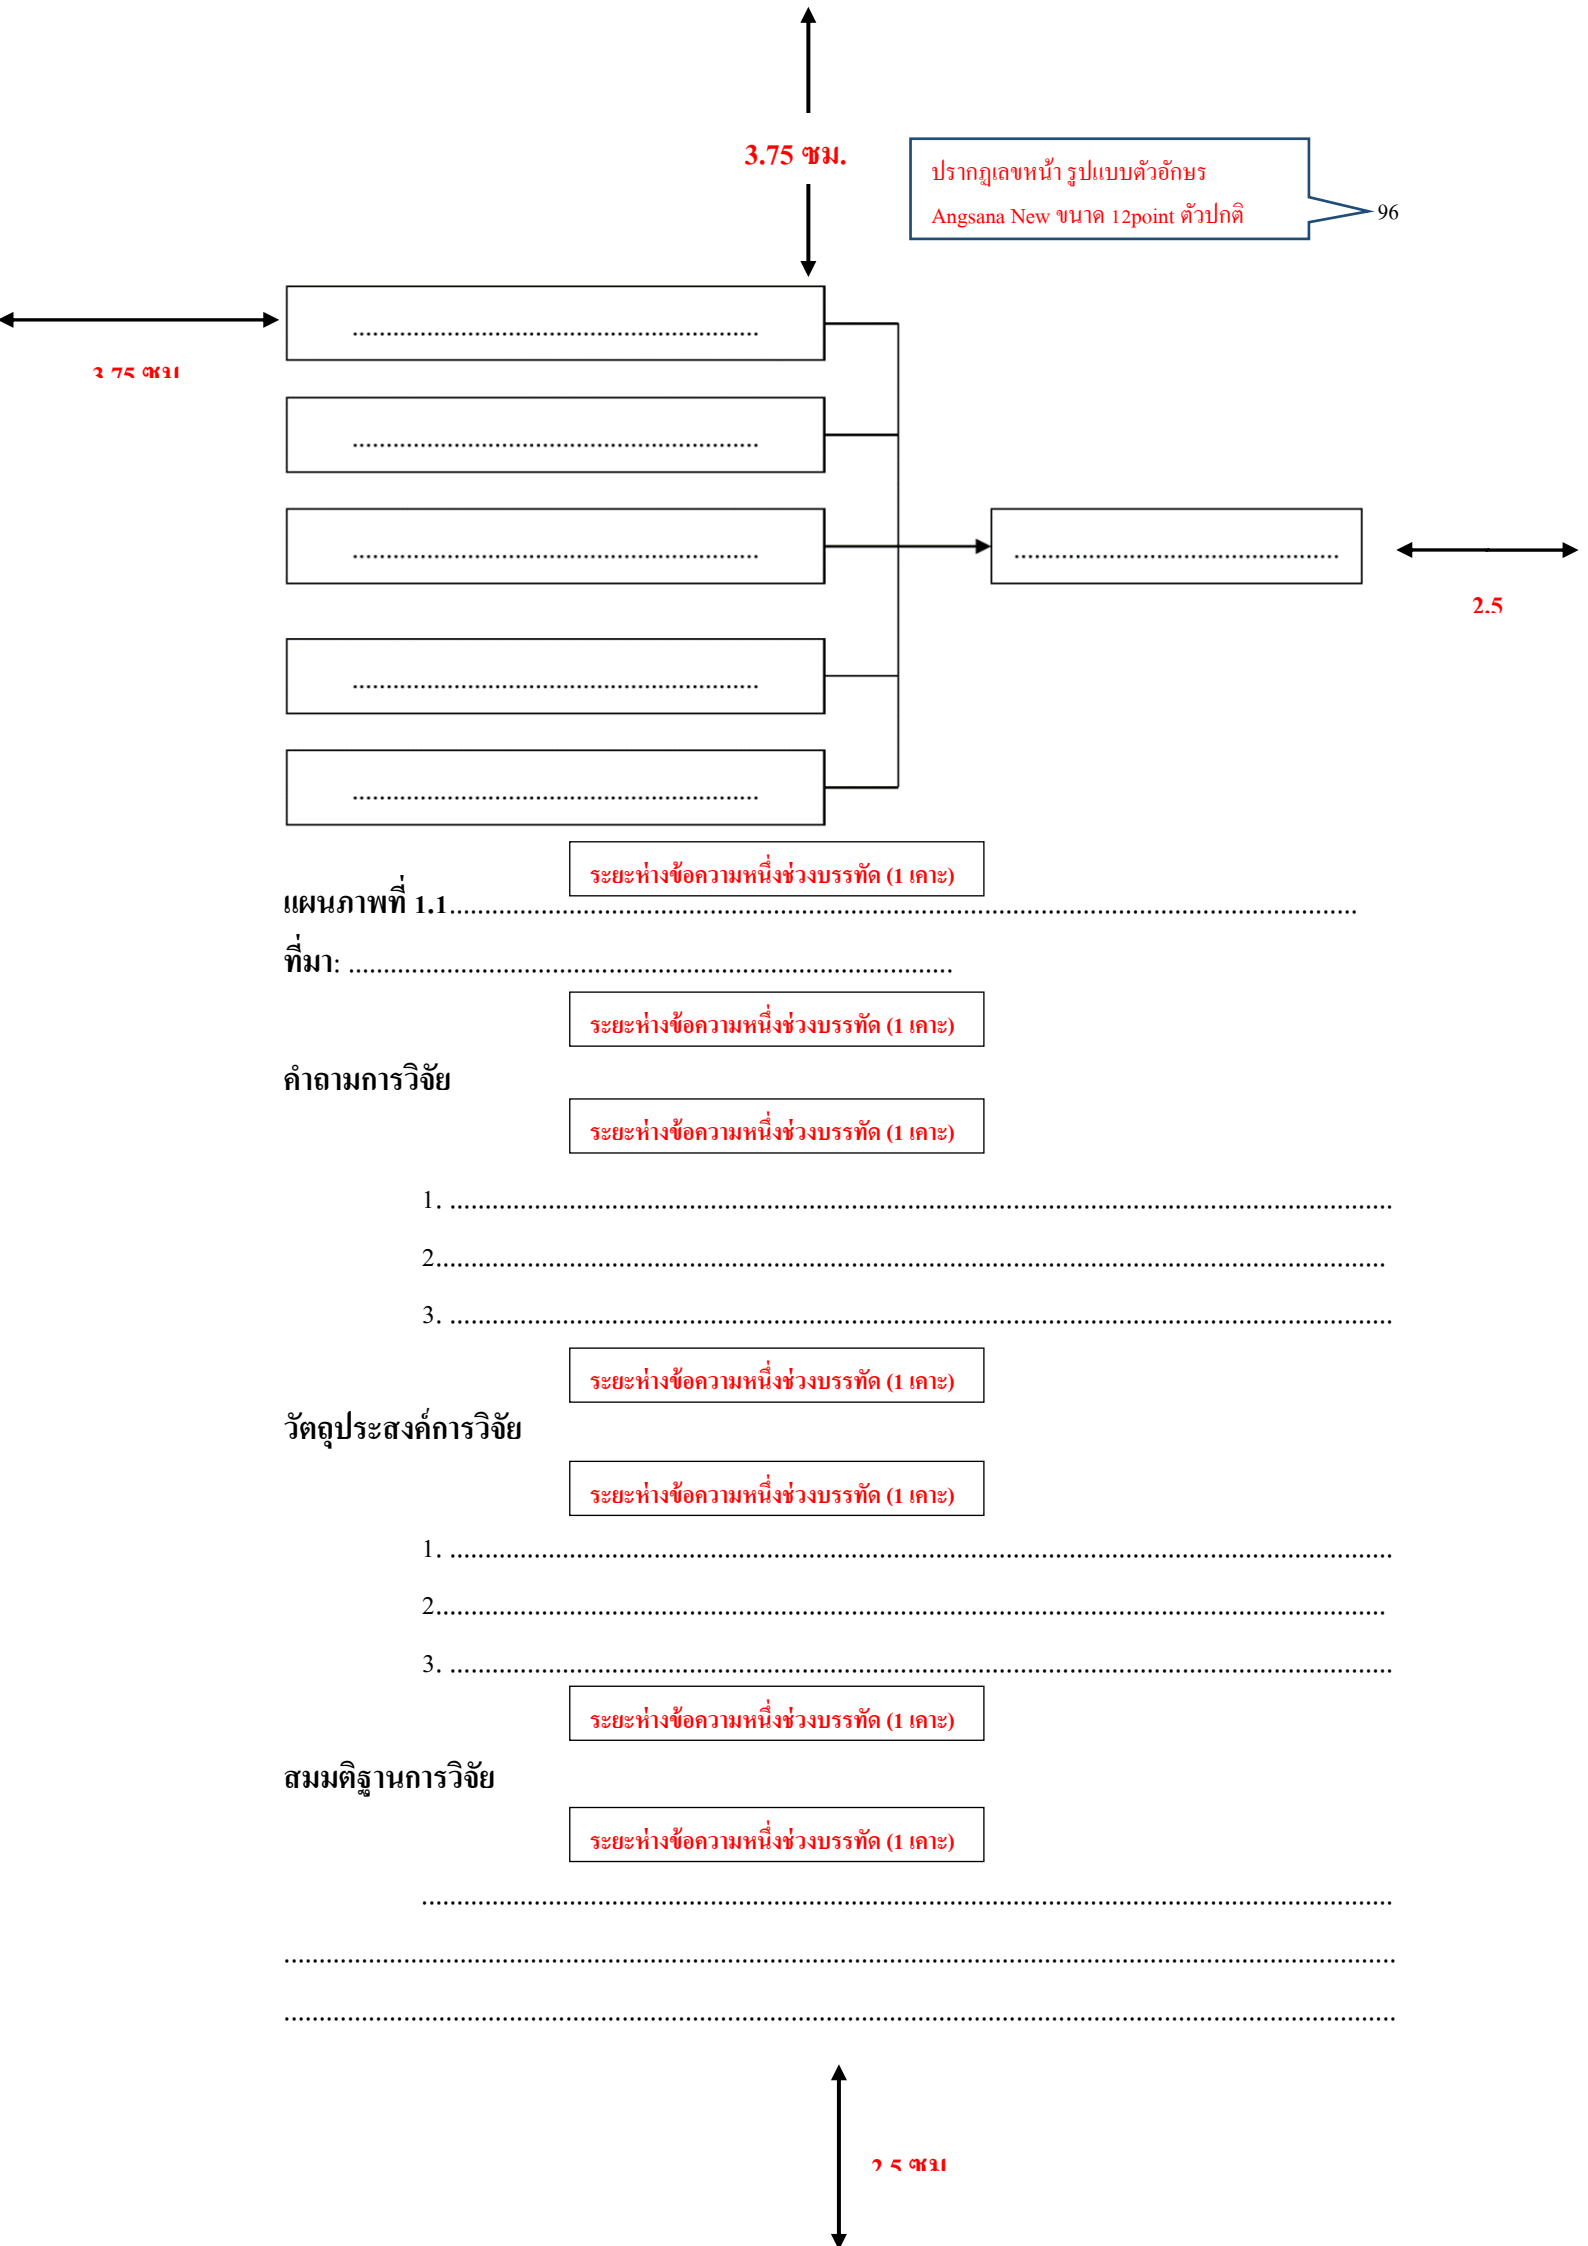 3.75 ซม.
ปรากฏเลขหน้า รูปแบบตัวอักษร
Angsana New ขนาด 12point ตัวปกติ
96
............................................................
3.75 ซม
............................................................
............................................................
................................................
2.5
............................................................
............................................................
ระยะห่างข้อความหนึ่งช่วงบรรทัด (1 เคาะ)
แผนภาพที่ 1.1.................................................................................................................................
ที่มา: ......................................................................................
ระยะห่างข้อความหนึ่งช่วงบรรทัด (1 เคาะ)
คำถามการวิจัย
ระยะห่างข้อความหนึ่งช่วงบรรทัด (1 เคาะ)
1. ......................................................................................................................................
2.......................................................................................................................................
3. ......................................................................................................................................
ระยะห่างข้อความหนึ่งช่วงบรรทัด (1 เคาะ)
วัตถุประสงค์การวิจัย
ระยะห่างข้อความหนึ่งช่วงบรรทัด (1 เคาะ)
1. ......................................................................................................................................
2.......................................................................................................................................
3. ......................................................................................................................................
ระยะห่างข้อความหนึ่งช่วงบรรทัด (1 เคาะ)
สมมติฐานการวิจัย
ระยะห่างข้อความหนึ่งช่วงบรรทัด (1 เคาะ)
..........................................................................................................................................
..............................................................................................................................................................
..............................................................................................................................................................
2.5 ซม